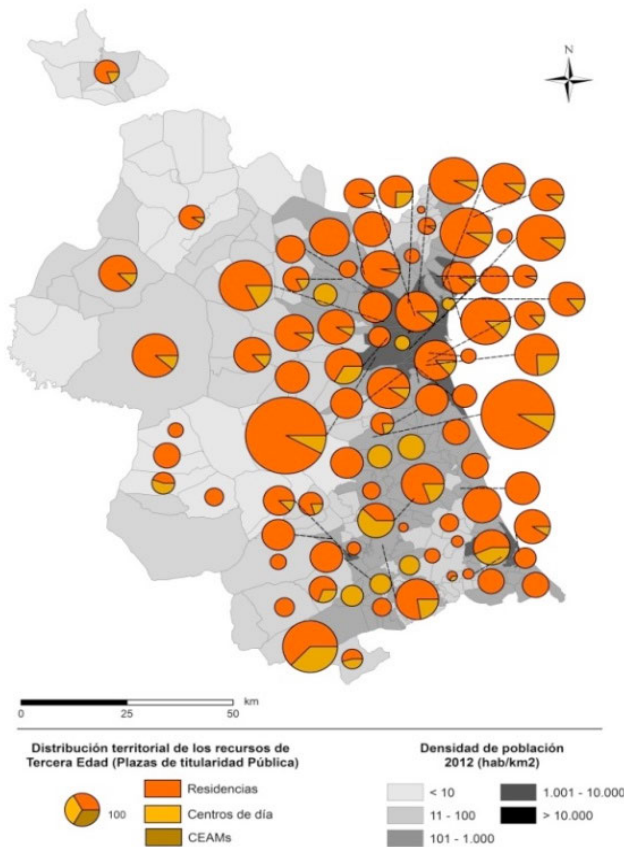 N
km
0 25 50
Distribución territorial de los recursos de
Tercera Edad (Plazas de titularidad Pública)
100
Residencias
Centros de día
CEAMs
Densidad de población
2012 (hab/km2)
< 10
11 - 100
101 - 1.000
1.001 - 10.000
> 10.000